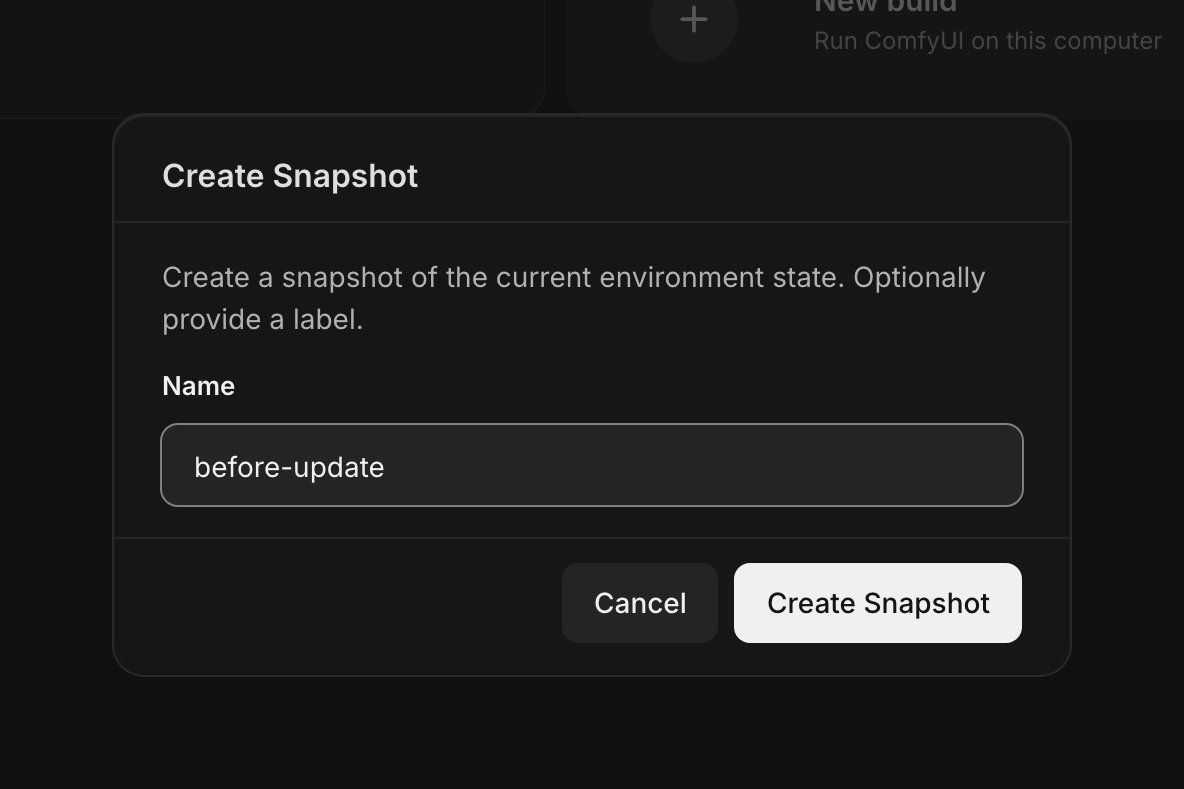 New build
Run ComfyUI on this computer
Create Snapshot
Create a snapshot of the current environment state. Optionally
provide a label.
Name
before-update
Cancel
Create Snapshot